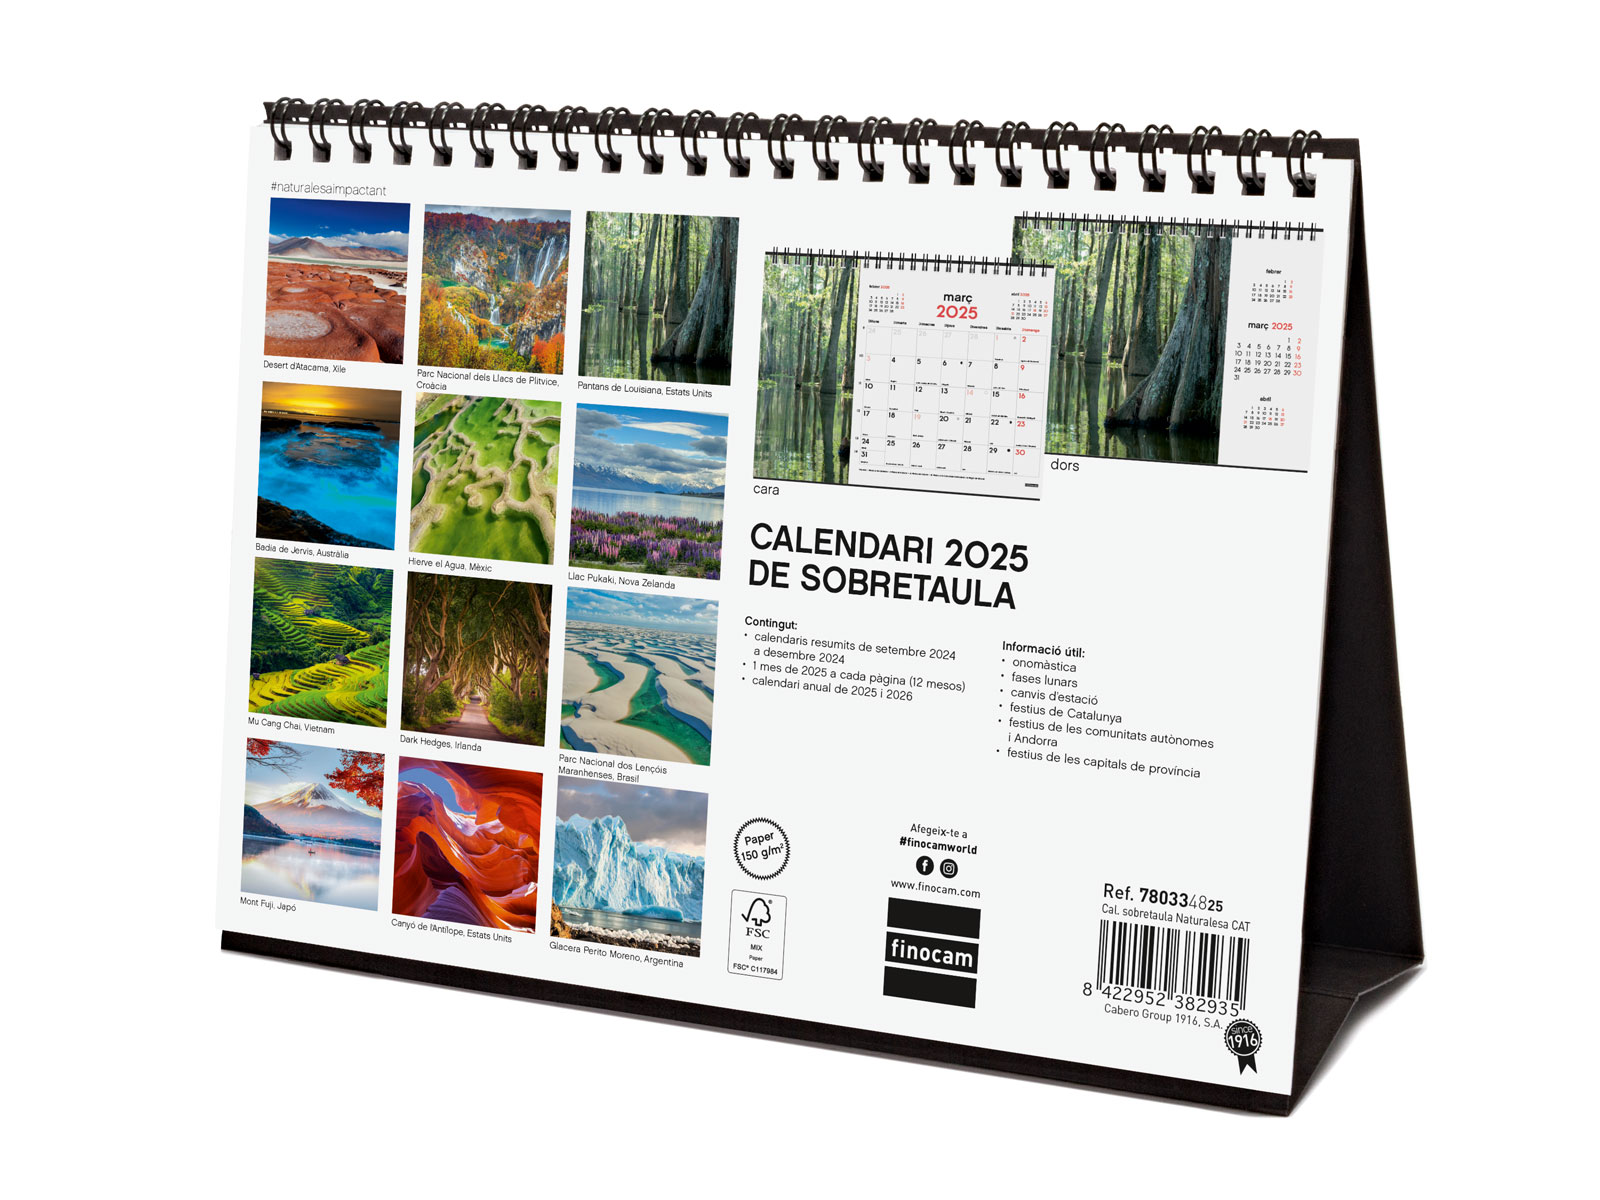 #naturalesaimpactant
Desert d'Atacama, Xile
Parc Nacional dels Llacs de Plitvice,
Croàcia
Pantans de Louisiana, Estats Units
Badia de Jervis, Austràlia
Hierve el Agua, Mèxic
Llac Pukaki, Nova Zelanda
Mu Cang Chai, Vietnam
Dark Hedges, Irlanda
Parc Nacional dos Lençóis
Maranhenses, Brasil
Mont Fuji, Japó
Canyó de l'Antílope, Estats Units
Glacera Perito Moreno, Argentina
març
2025
cara
febrer
març 2025
abril
dors
CALENDARI 2025
DE SOBRETAULA
Contingut:
• calendaris resumits de setembre 2024
a desembre 2024
• 1 mes de 2025 a cada pàgina (12 mesos)
• calendari anual de 2025 i 2026
Informació útil:
• onomàstica
• fases lunars
• canvis d'estació
• festius de Catalunya
• festius de les comunitats autònomes
i Andorra
• festius de les capitals de província
Paper
150 g/m²
FSC
MIX
Paper
FSC® C117984
Afegeix-te a
#finocamworld
www.finocam.com
finocam
Ref. 780334825
Cal. sobretaula Naturalesa CAT
8 422952 382935
Cabero Group 1916, S.A.
since
1916